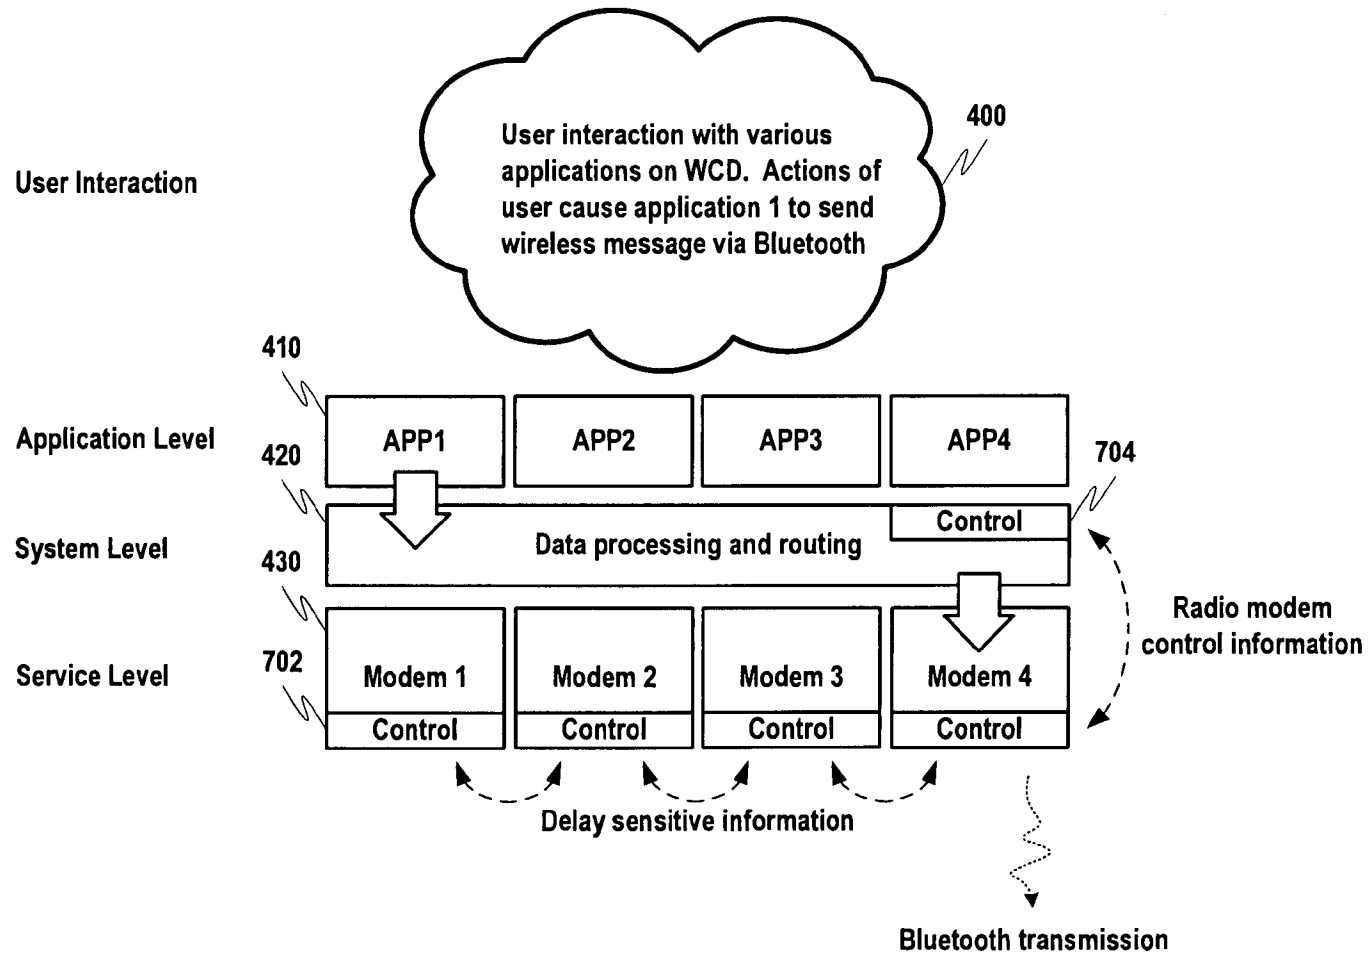 400
User interaction with various
applications on WCD. Actions of
user cause application 1 to send
wireless message via Bluetooth
User Interaction
410
Application Level
APP1
APP2
APP3
APP4
420
704
Control
System Level
Data processing and routing
430
Radio modem
control information
702
Service Level
Modem 1
Modem 2
Modem 3
Modem 4
Control
Control
Control
Control
Delay sensitive information
Bluetooth transmission